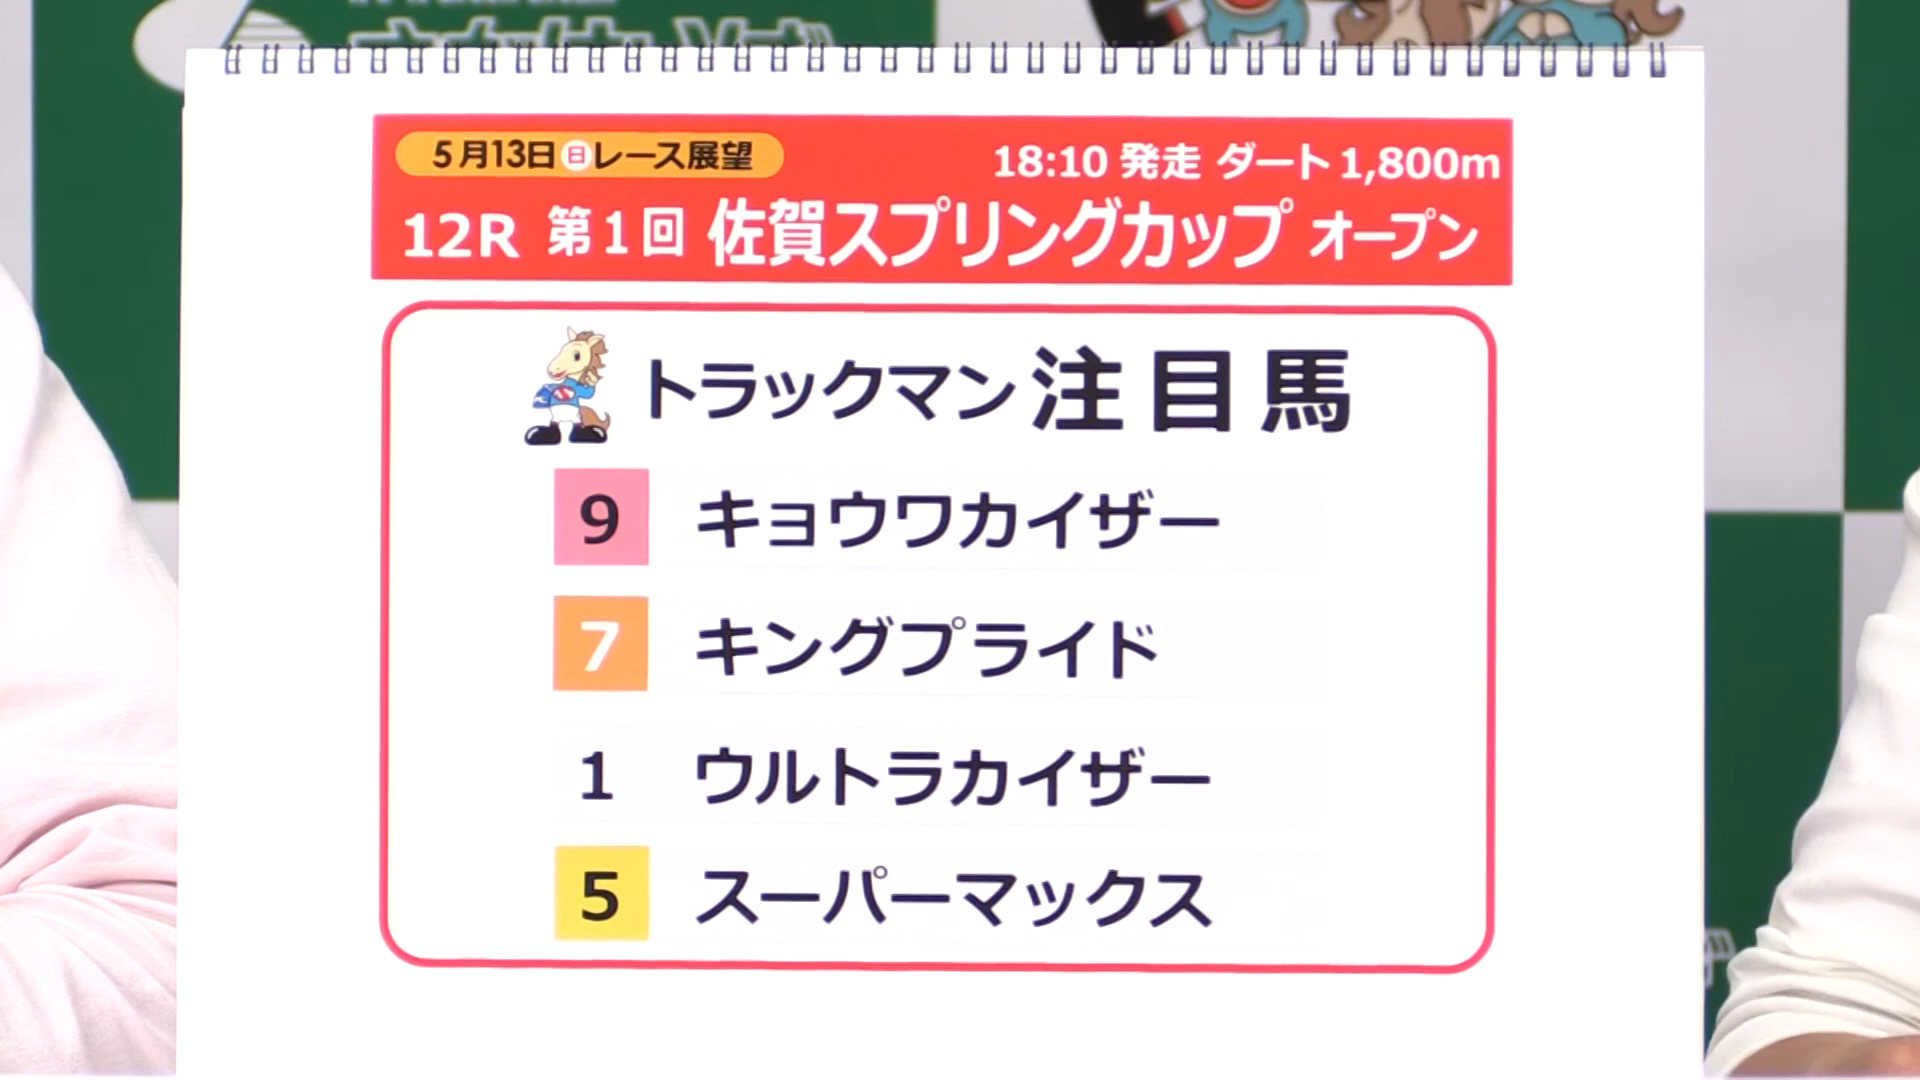 5月13日㊐レース展望
18:10 発走 ダート 1,800m
12R 第1回 佐賀スプリングカップ オープン
トラックマン 注目馬
9 キョウワカイザー
7 キングプライド
1 ウルトラカイザー
5 スーパーマックス